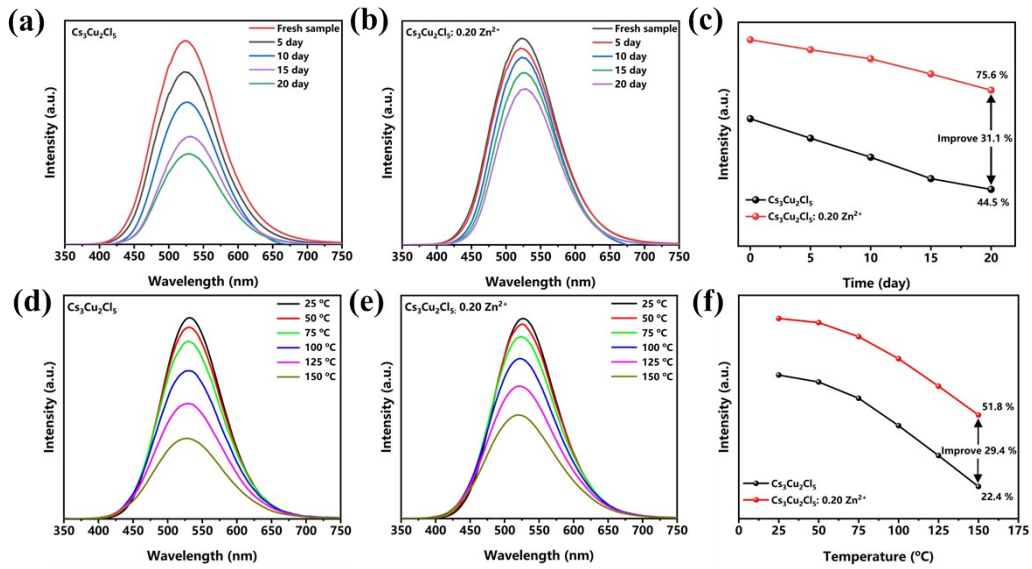 (a)
Cs₃Cu₂Cl₅
Fresh sample
5 day
10 day
15 day
20 day
Intensity (a.u.)
350 400 450 500 550 600 650 700 750
Wavelength (nm)
(b)
Cs₃Cu₂Cl₅: 0.20 Zn²⁺
Fresh sample
5 day
10 day
15 day
20 day
Intensity (a.u.)
350 400 450 500 550 600 650 700 750
Wavelength (nm)
(c)
75.6 %
Improve 31.1 %
44.5 %
Cs₃Cu₂Cl₅
Cs₃Cu₂Cl₅: 0.20 Zn²⁺
Intensity (a.u.)
0 5 10 15 20
Time (day)
(d)
Cs₃Cu₂Cl₅
25 °C
50 °C
75 °C
100 °C
125 °C
150 °C
Intensity (a.u.)
350 400 450 500 550 600 650 700 750
Wavelength (nm)
(e)
Cs₃Cu₂Cl₅: 0.20 Zn²⁺
25 °C
50 °C
75 °C
100 °C
125 °C
150 °C
Intensity (a.u.)
350 400 450 500 550 600 650 700 750
Wavelength (nm)
(f)
51.8 %
Improve 29.4 %
22.4 %
Cs₃Cu₂Cl₅
Cs₃Cu₂Cl₅: 0.20 Zn²⁺
Intensity (a.u.)
0 25 50 75 100 125 150 175
Temperature (°C)